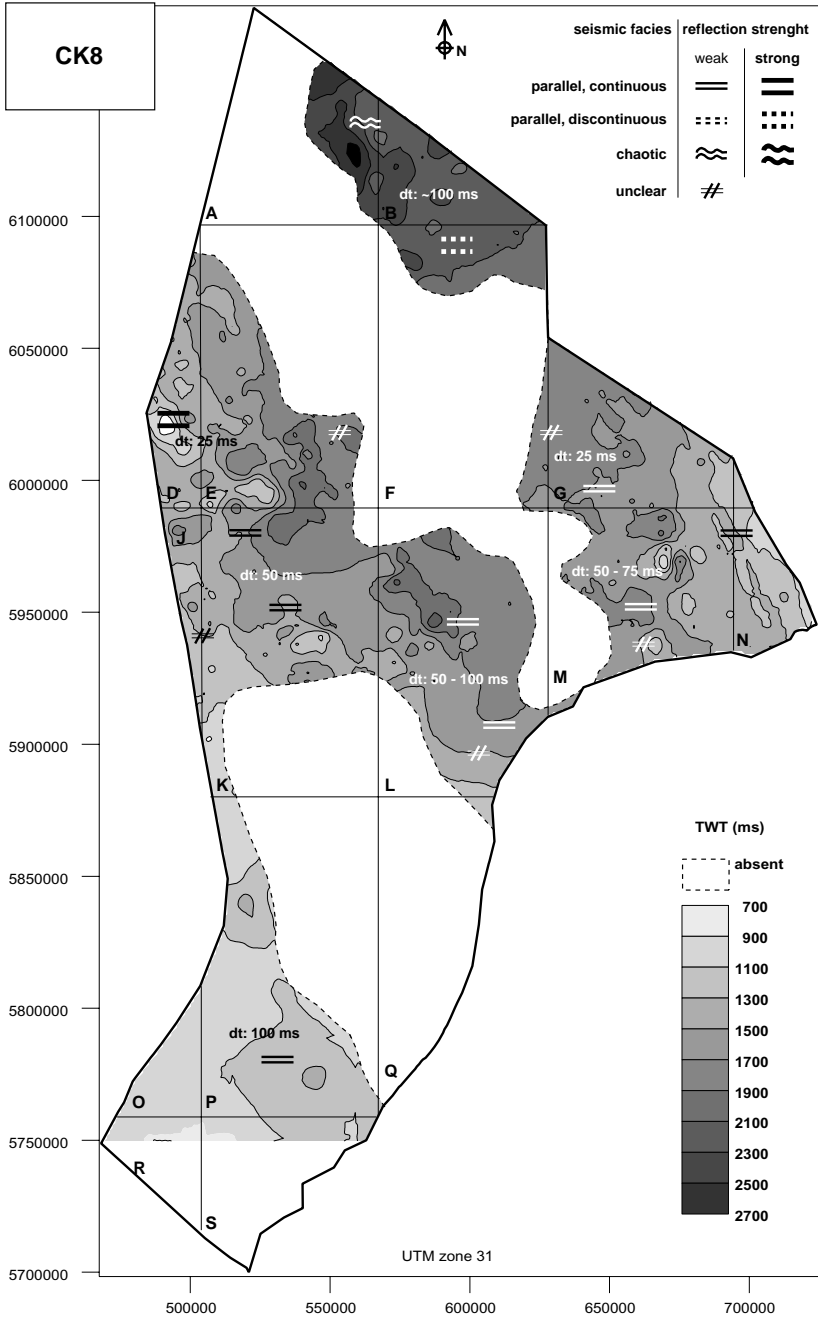 CK8
N
seismic facies reflection strenght
weak strong
parallel, continuous
parallel, discontinuous
chaotic
unclear
dt: ~100 ms
A B
6100000
6050000
dt: 25 ms
dt: 25 ms
6000000
D E F G
J
dt: 50 ms
dt: 50 - 75 ms
5950000
N
dt: 50 - 100 ms
M
5900000
K L
TWT (ms)
absent
5850000
700
900
1100
1300
1500
1700
1900
2100
2300
2500
2700
5800000
dt: 100 ms
Q
O P
5750000
R
S
UTM zone 31
5700000
500000 550000 600000 650000 700000